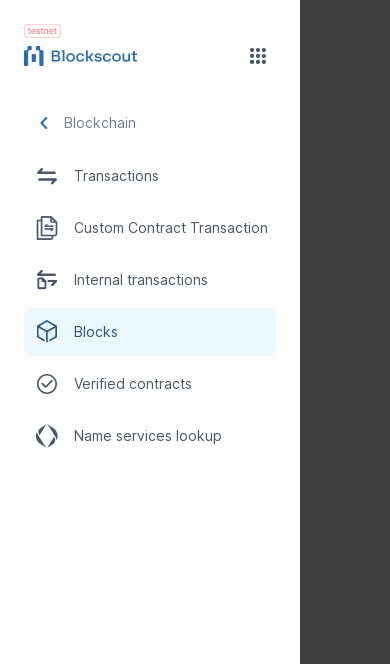 testnet
Blockscout
Blockchain
Transactions
Custom Contract Transaction
Internal transactions
Blocks
Verified contracts
Name services lookup